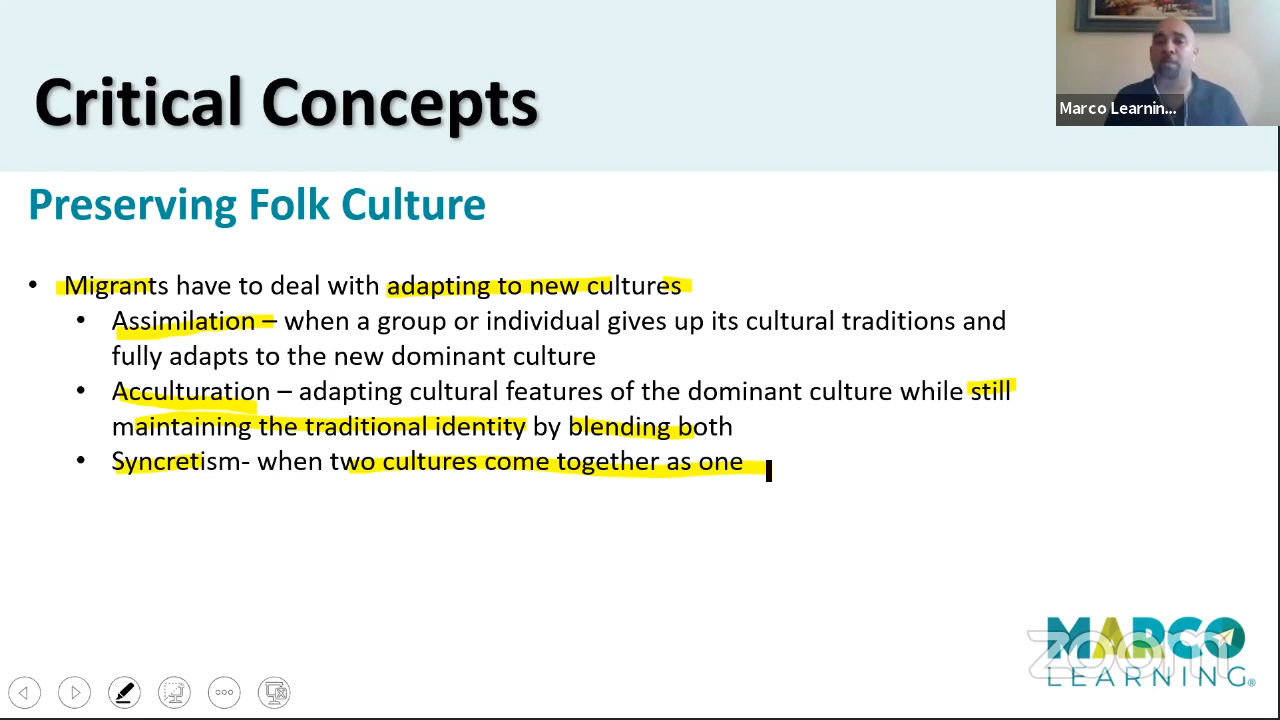 Critical Concepts
Marco Learnin...
Preserving Folk Culture
• Migrants have to deal with adapting to new cultures
• Assimilation – when a group or individual gives up its cultural traditions and
fully adapts to the new dominant culture
• Acculturation – adapting cultural features of the dominant culture while still
maintaining the traditional identity by blending both
• Syncretism- when two cultures come together as one
MARCO
zoom
LEARNING®